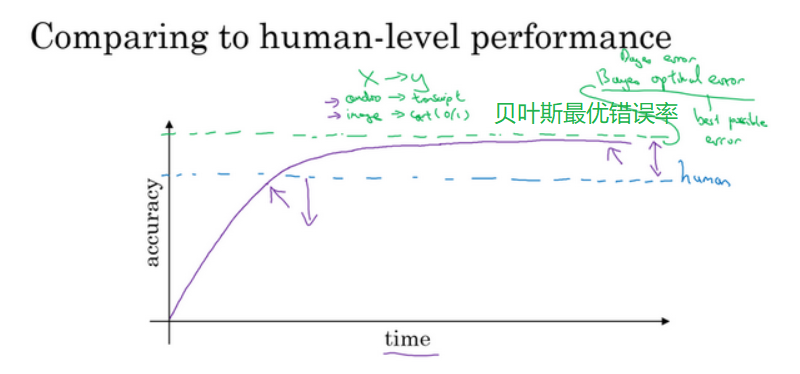 Comparing to human-level performance
Bayes error
Bayes optimal error
X → y
→ audio → transcript
→ image → cat (0/1)
贝叶斯最优错误率
best possible
error
human
accuracy
time